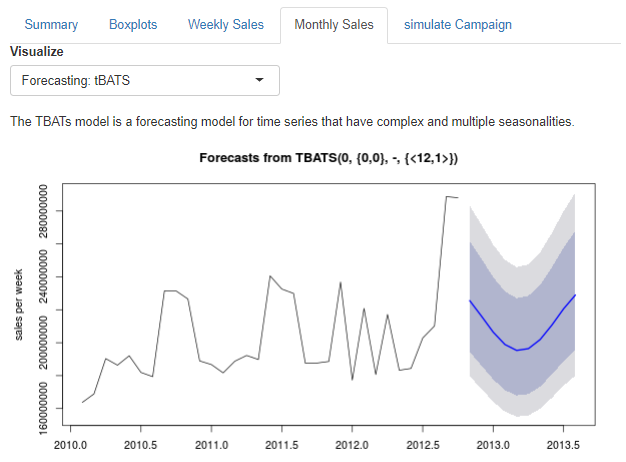 Summary Boxplots Weekly Sales Monthly Sales simulate Campaign
Visualize
Forecasting: tBATS
The TBATs model is a forecasting model for time series that have complex and multiple seasonalities.
Forecasts from TBATS(0, {0,0}, -, {<12,1>})
sales per week
280000000
240000000
200000000
160000000
2010.0 2010.5 2011.0 2011.5 2012.0 2012.5 2013.0 2013.5